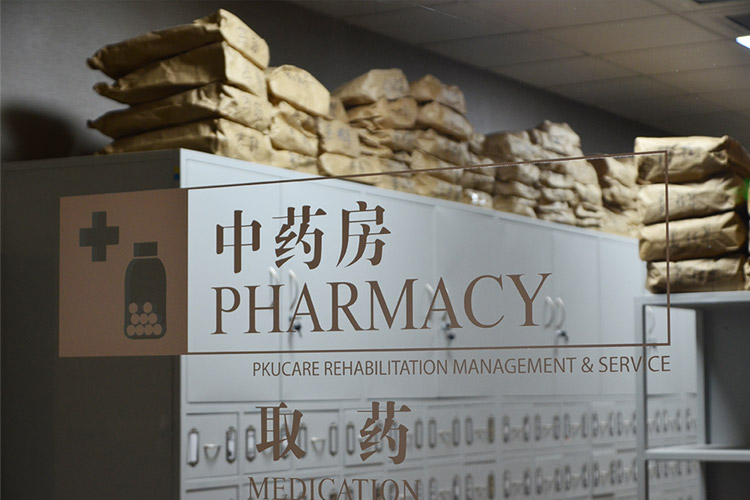 中药房
PHARMACY
PKUCARE REHABILITATION MANAGEMENT & SERVICE
取 药
MEDICATION